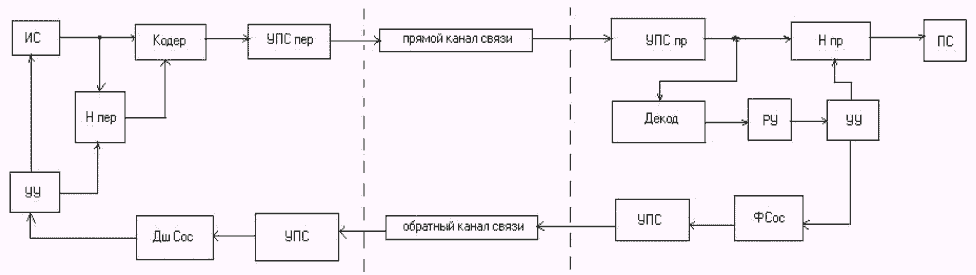 ИС
Кодер
УПС пер
прямой канал связи
УПС пр
Н пр
ПС
Н пер
Декод
РУ
УУ
УУ
Дш Сос
УПС
обратный канал связи
УПС
ФСос